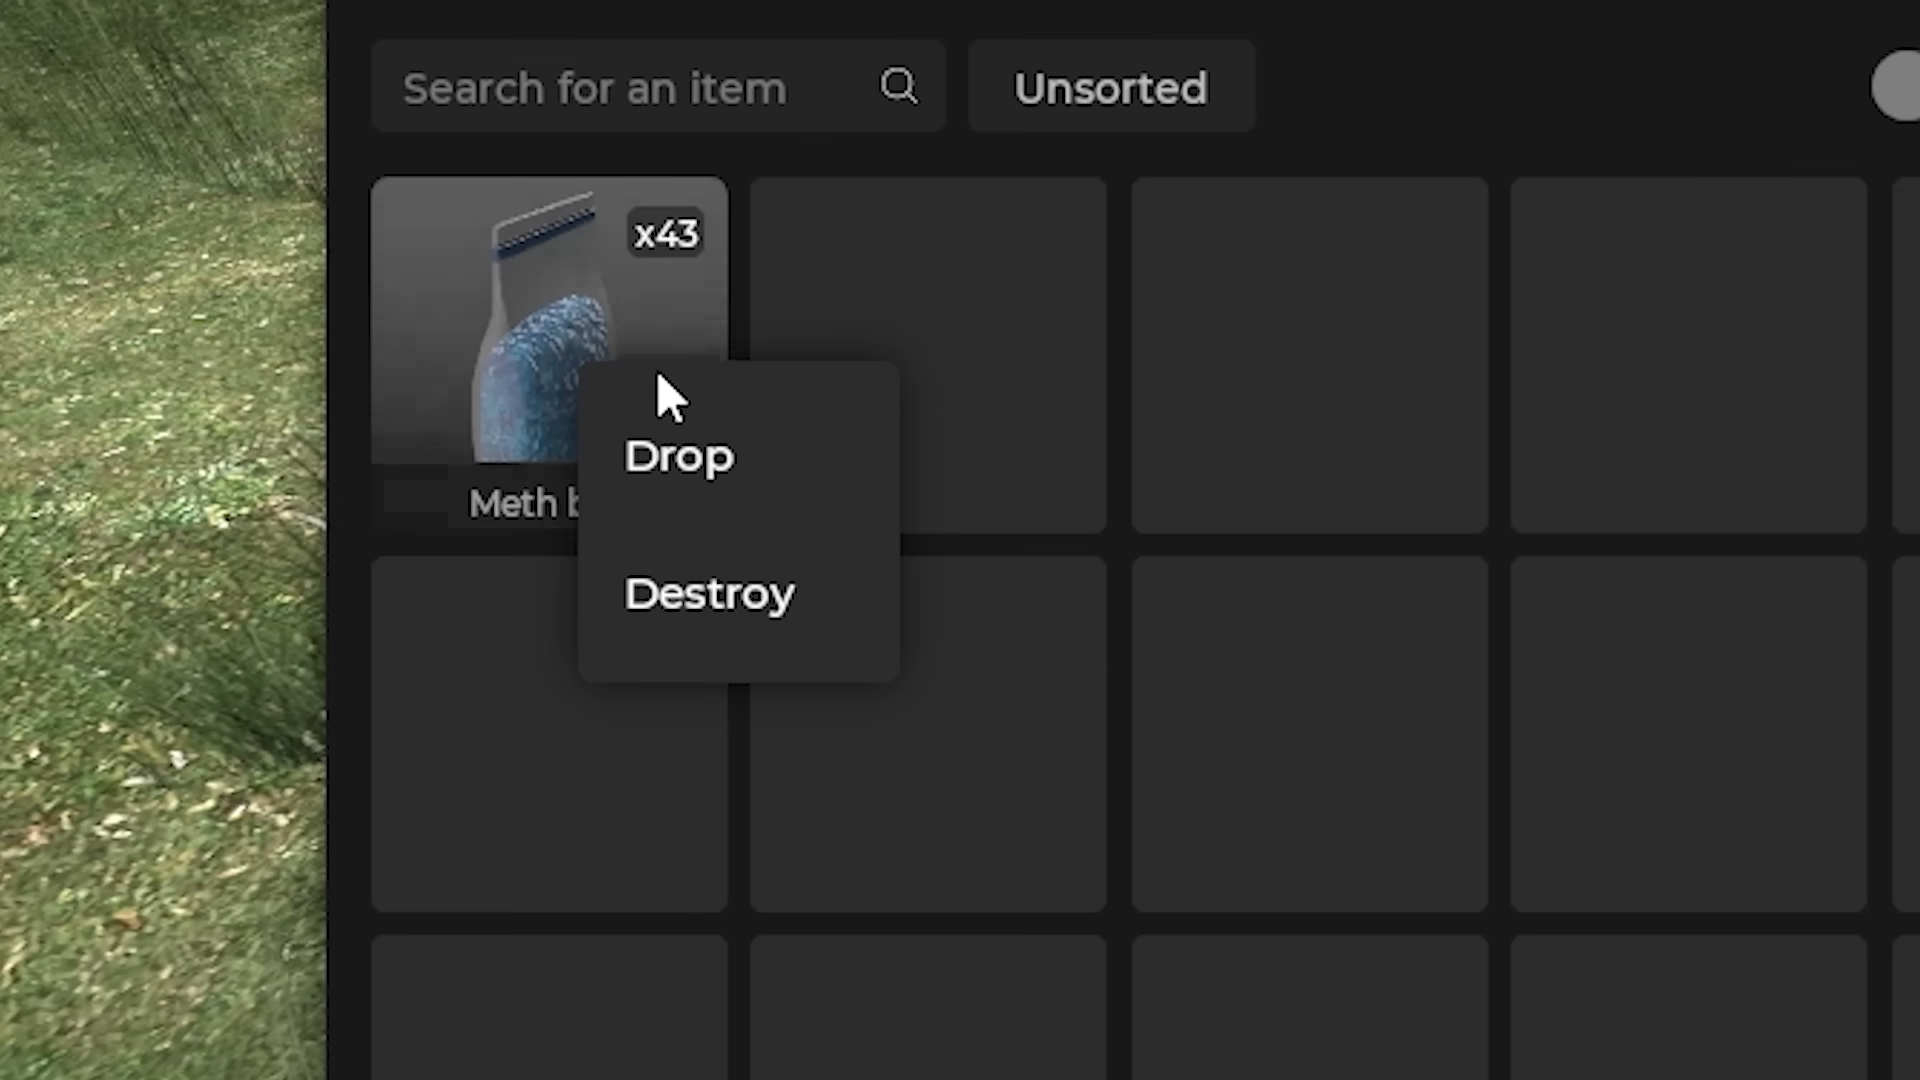 Search for an item
Unsorted
x43
Drop
Meth
Destroy